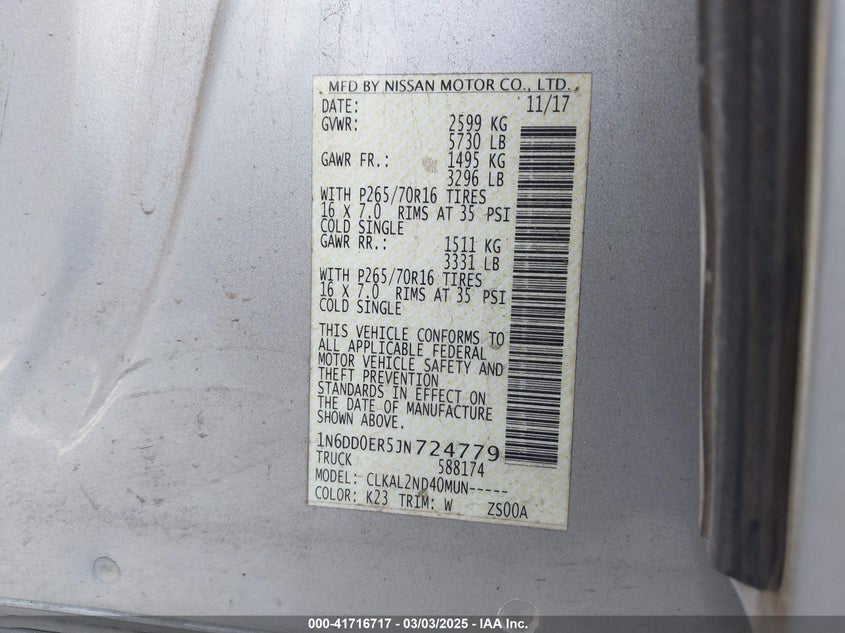 MFD BY NISSAN MOTOR CO., LTD.
DATE: 11/17
GVWR: 2599 KG
5730 LB
GAWR FR.: 1495 KG
3296 LB
WITH P265/70R16 TIRES
16 X 7.0 RIMS AT 35 PSI
COLD SINGLE
GAWR RR.: 1511 KG
3331 LB
WITH P265/70R16 TIRES
16 X 7.0 RIMS AT 35 PSI
COLD SINGLE
THIS VEHICLE CONFORMS TO
ALL APPLICABLE FEDERAL
MOTOR VEHICLE SAFETY AND
THEFT PREVENTION
STANDARDS IN EFFECT ON
THE DATE OF MANUFACTURE
SHOWN ABOVE.
1N6DD0ER5JN724779
TRUCK 588174
MODEL: CLKAL2ND40MUN-----
COLOR: K23 TRIM: W ZS00A
000-41716717 - 03/03/2025 - IAA Inc.